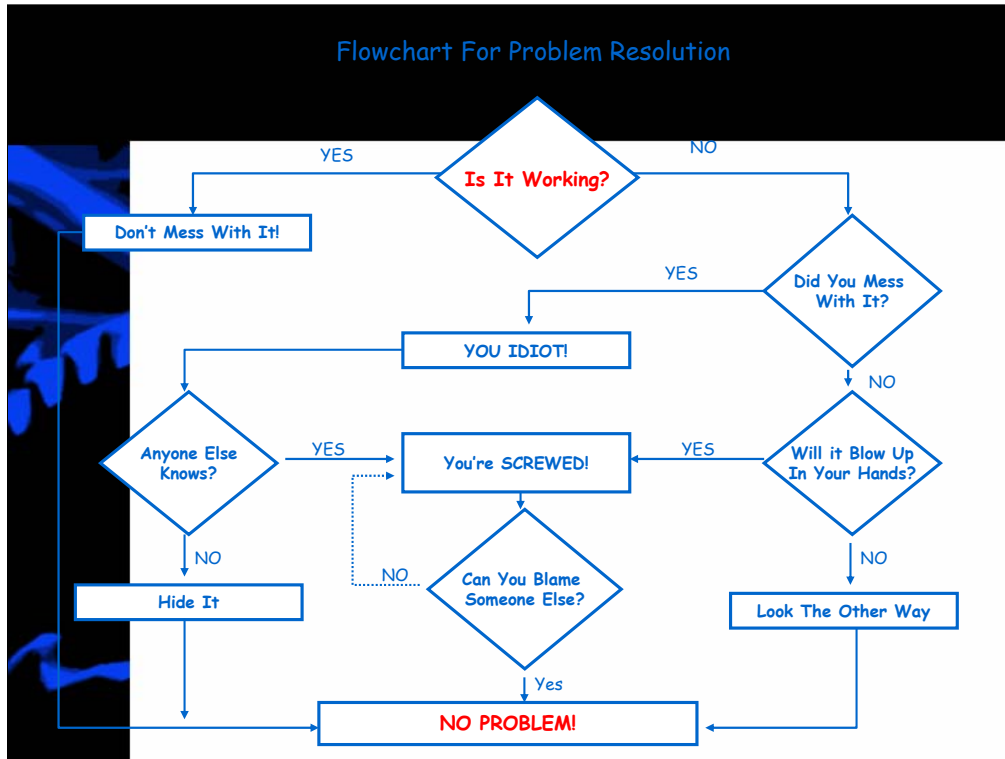 Flowchart For Problem Resolution
YES
NO
Is It Working?
Don't Mess With It!
YES
Did You Mess
With It?
YOU IDIOT!
NO
Anyone Else
Knows?
YES
You're SCREWED!
YES
Will it Blow Up
In Your Hands?
NO
NO
Can You Blame
Someone Else?
NO
Hide It
Look The Other Way
Yes
NO PROBLEM!